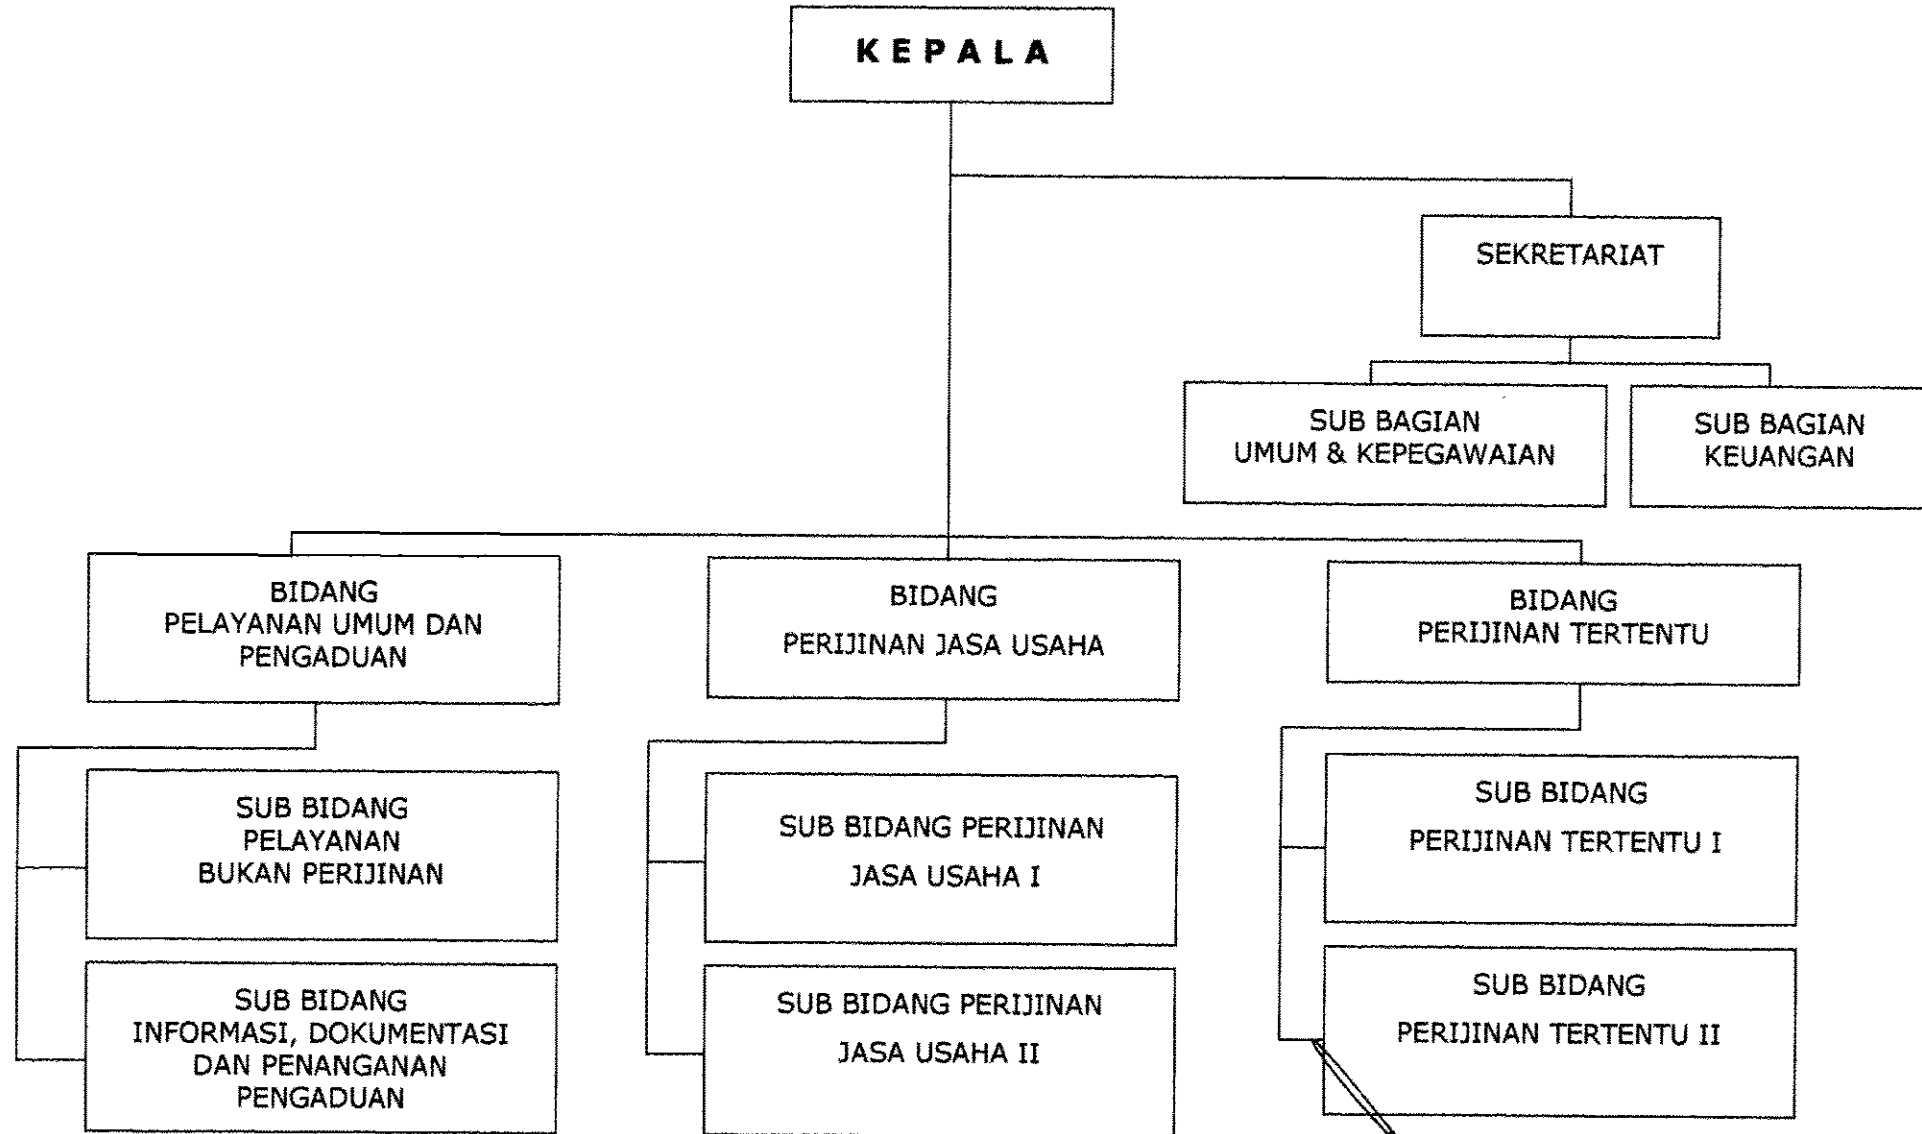 K E P A L A
SEKRETARIAT
SUB BAGIAN
UMUM & KEPEGAWAIAN
SUB BAGIAN
KEUANGAN
BIDANG
PELAYANAN UMUM DAN
PENGADUAN
BIDANG
PERIJINAN JASA USAHA
BIDANG
PERIJINAN TERTENTU
SUB BIDANG
PELAYANAN
BUKAN PERIJINAN
SUB BIDANG PERIJINAN
JASA USAHA I
SUB BIDANG
PERIJINAN TERTENTU I
SUB BIDANG
INFORMASI, DOKUMENTASI
DAN PENANGANAN
PENGADUAN
SUB BIDANG PERIJINAN
JASA USAHA II
SUB BIDANG
PERIJINAN TERTENTU II